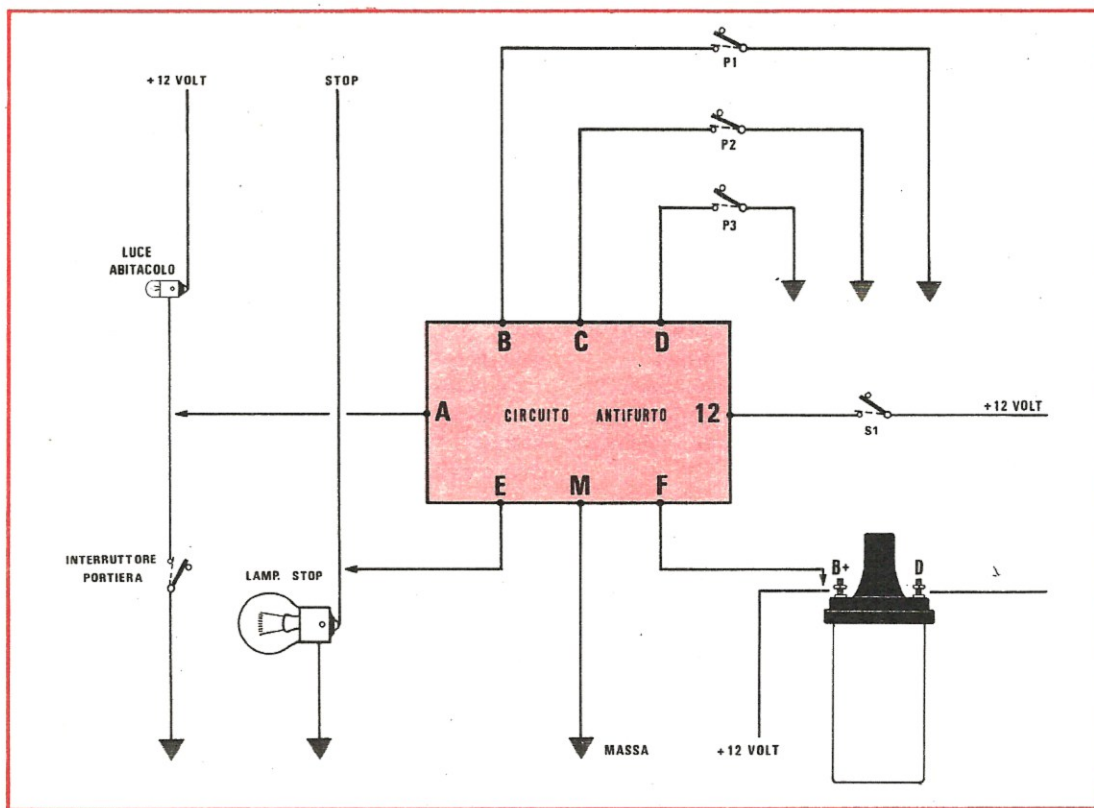 +12 VOLT
STOP
P1
P2
P3
LUCE
ABITACOLO
B C D
A CIRCUITO ANTIFURTO 12
S1
+12 VOLT
E M F
INTERRUTTORE
PORTIERA
LAMP. STOP
B+ D
MASSA
+12 VOLT